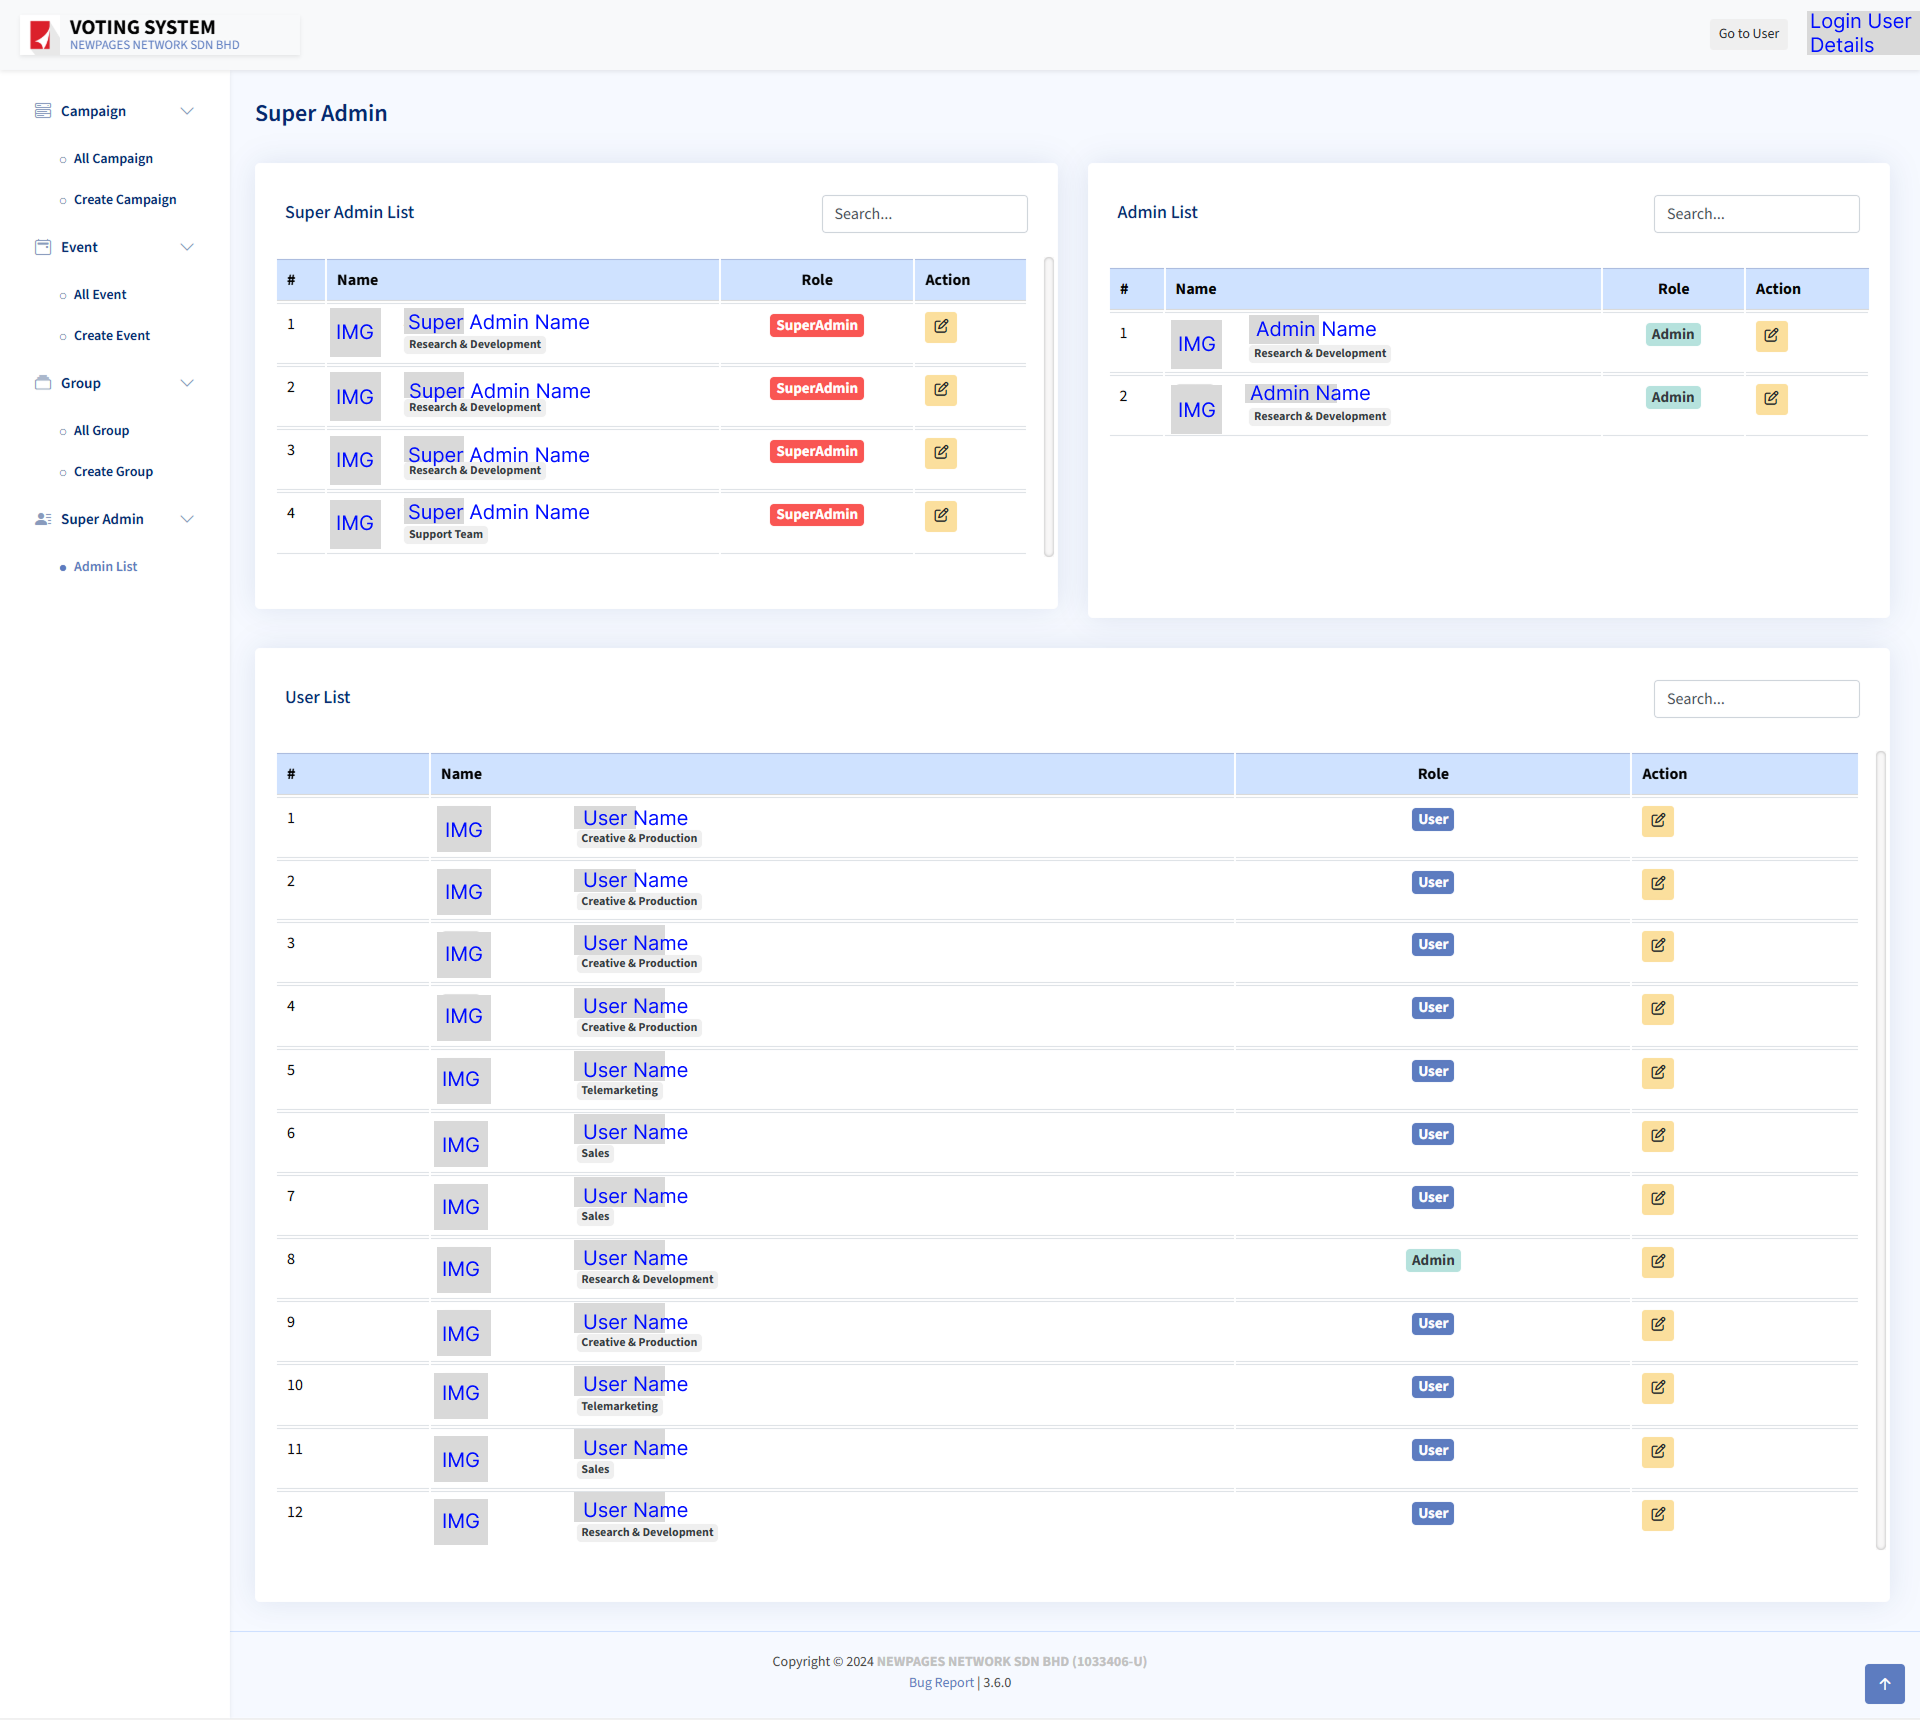 VOTING SYSTEM
NEWPAGES NETWORK SDN BHD
Go to User
Login User
Details
Campaign
All Campaign
Create Campaign
Event
All Event
Create Event
Group
All Group
Create Group
Super Admin
Admin List
Super Admin
Super Admin List
Search...
# Name Role Action
1 IMG Super Admin Name SuperAdmin
Research & Development
2 IMG Super Admin Name SuperAdmin
Research & Development
3 IMG Super Admin Name SuperAdmin
Research & Development
4 IMG Super Admin Name SuperAdmin
Support Team
Admin List
Search...
# Name Role Action
1 IMG Admin Name Admin
Research & Development
2 IMG Admin Name Admin
Research & Development
User List
Search...
# Name Role Action
1 IMG User Name User
Creative & Production
2 IMG User Name User
Creative & Production
3 IMG User Name User
Creative & Production
4 IMG User Name User
Creative & Production
5 IMG User Name User
Telemarketing
6 IMG User Name User
Sales
7 IMG User Name User
Sales
8 IMG User Name Admin
Research & Development
9 IMG User Name User
Creative & Production
10 IMG User Name User
Telemarketing
11 IMG User Name User
Sales
12 IMG User Name User
Research & Development
Copyright © 2024 NEWPAGES NETWORK SDN BHD (1033406-U)
Bug Report | 3.6.0